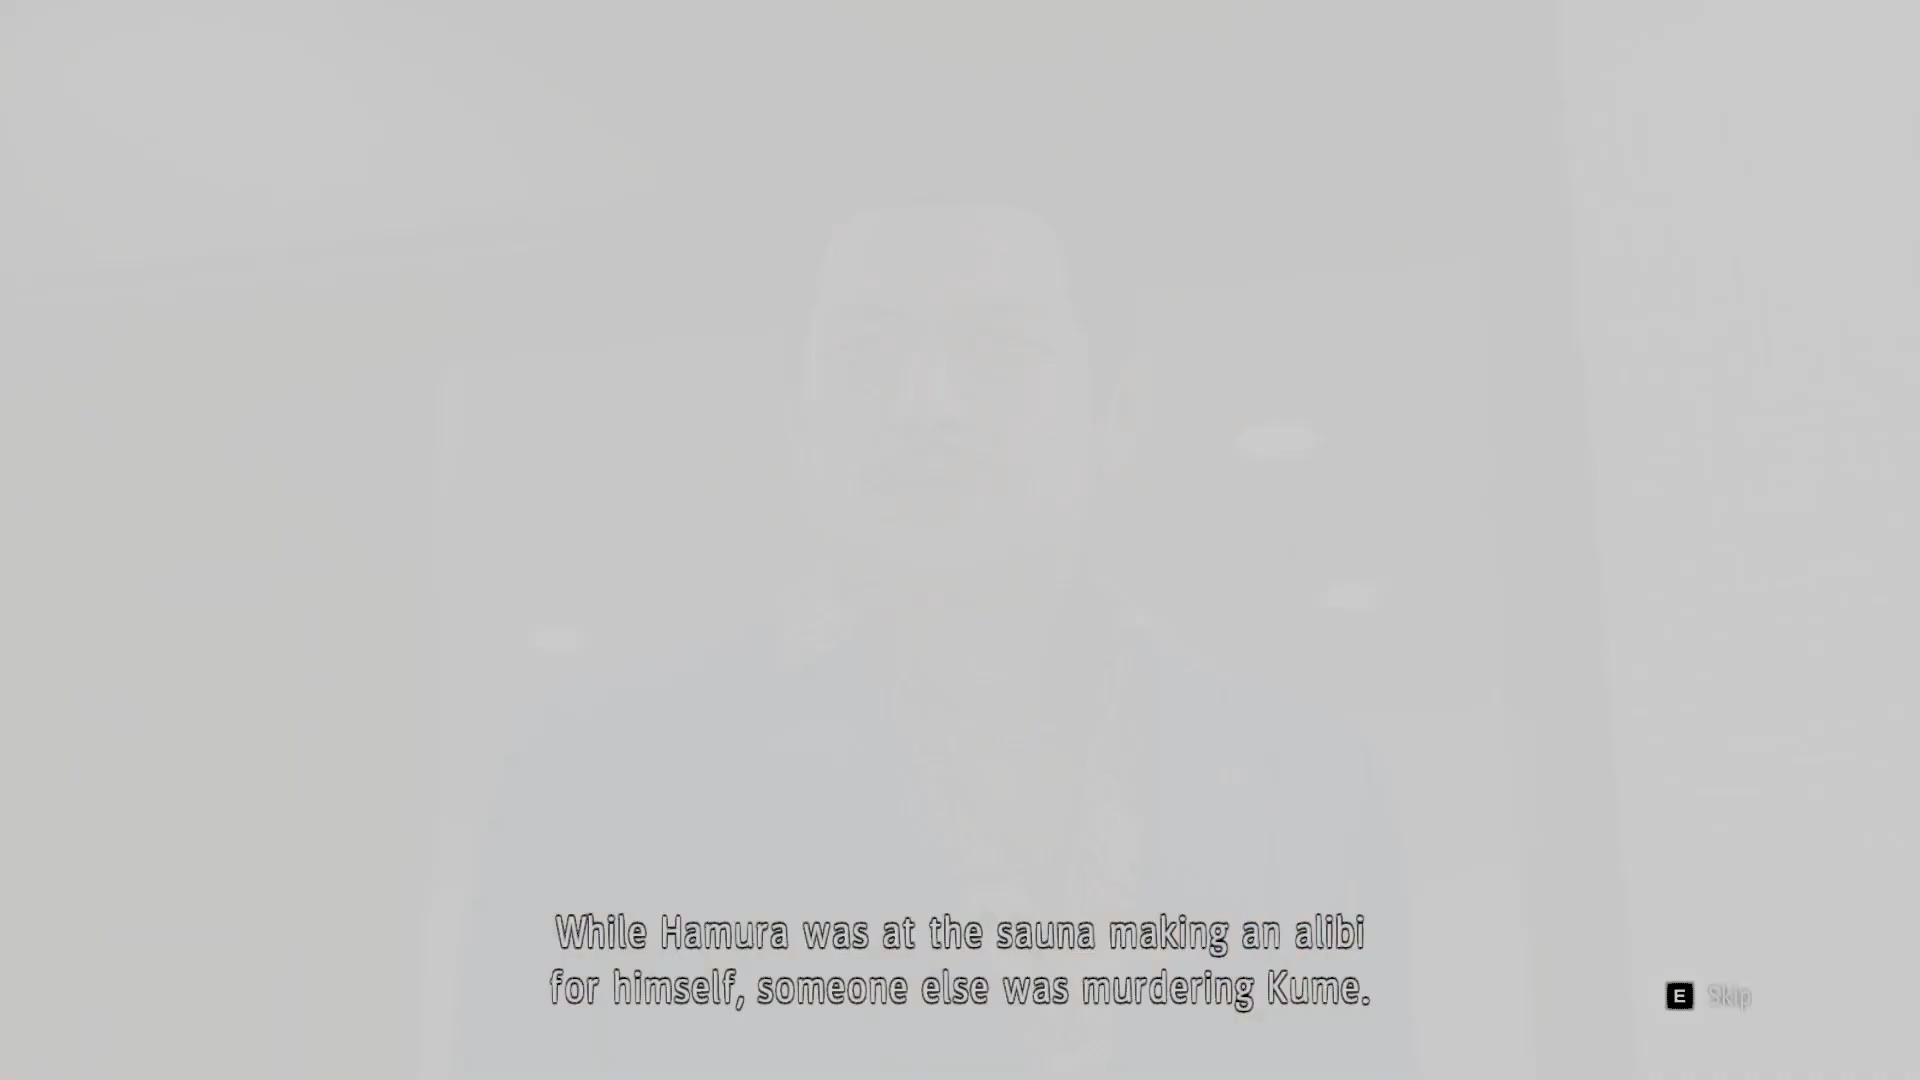 While Hamura was at the sauna making an alibi
for himself, someone else was murdering Kume.
E Skip